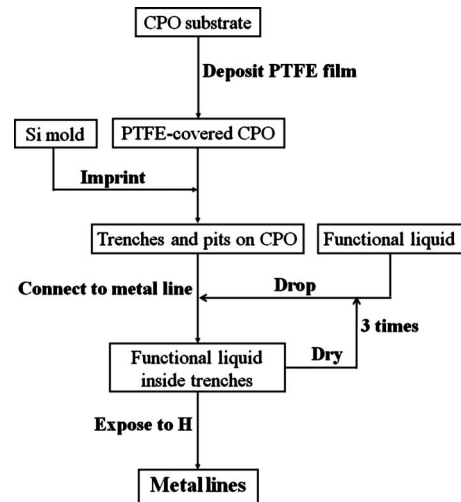 CPO substrate
Deposit PTFE film
Si mold
PTFE-covered CPO
Imprint
Trenches and pits on CPO
Functional liquid
Connect to metal line
Drop
3 times
Functional liquid
inside trenches
Dry
Expose to H
Metal lines